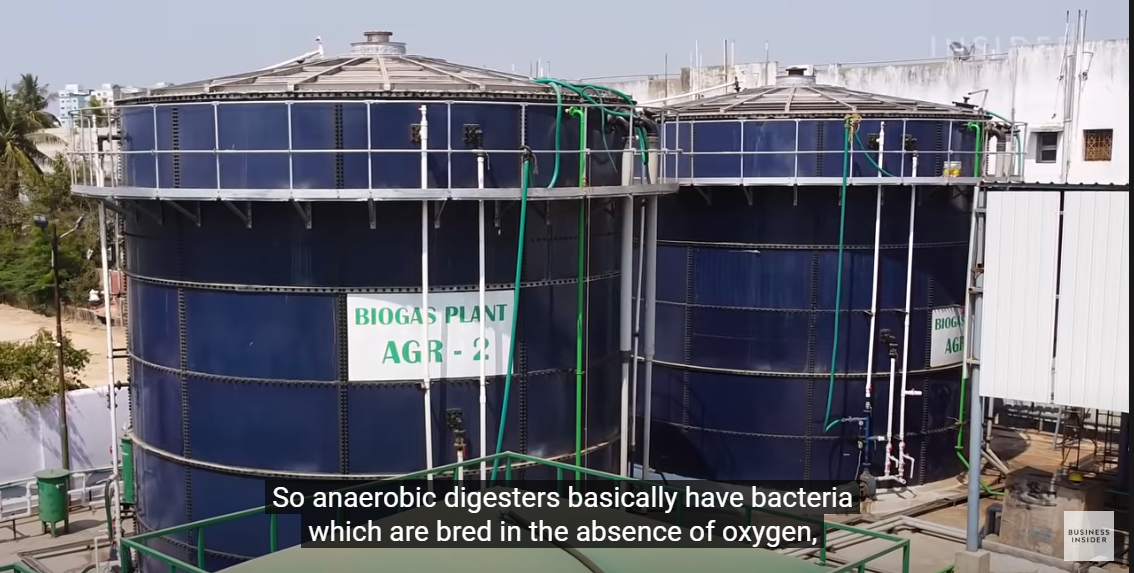 INSIDER
BIOGAS PLANT
AGR - 2
BIOGAS
AGR
So anaerobic digesters basically have bacteria
which are bred in the absence of oxygen,
BUSINESS
INSIDER